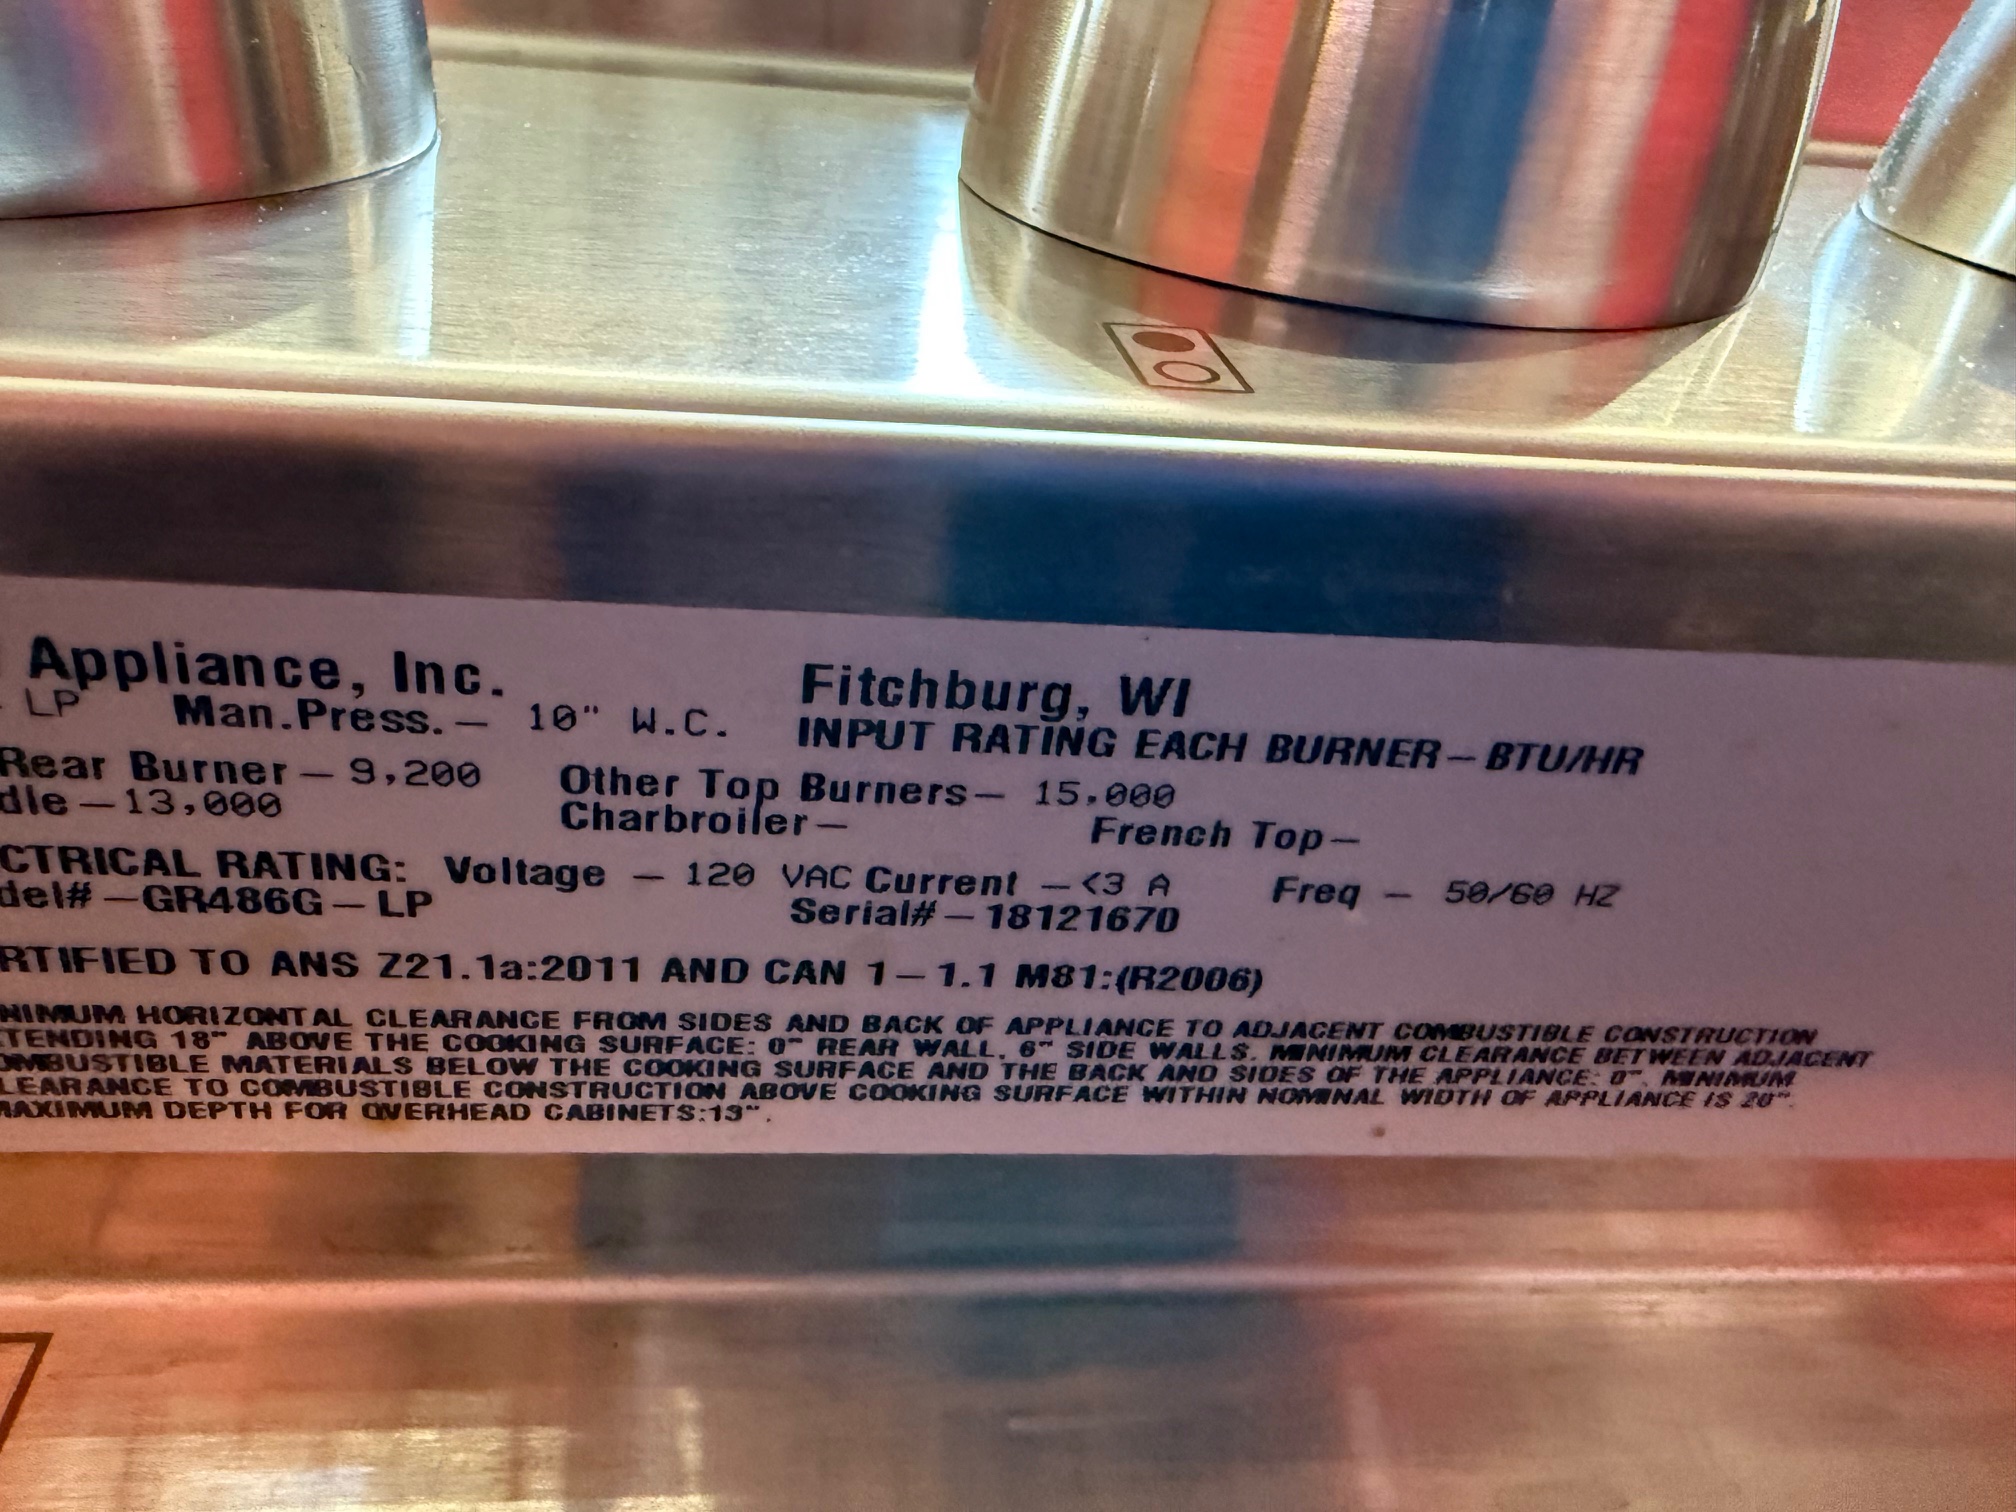 Appliance, Inc. Fitchburg, WI
LP Man.Press.— 10" W.C. INPUT RATING EACH BURNER—BTU/HR
Rear Burner—9,200 Other Top Burners— 15,000
dle—13,000 Charbroiler— French Top—
CTRICAL RATING: Voltage — 120 VAC Current —<3 A Freq — 50/60 HZ
del#—GR486G—LP Serial#—18121670
RTIFIED TO ANS Z21.1a:2011 AND CAN 1—1.1 M81:(R2006)
NIMUM HORIZONTAL CLEARANCE FROM SIDES AND BACK OF APPLIANCE TO ADJACENT COMBUSTIBLE CONSTRUCTION
TENDING 18" ABOVE THE COOKING SURFACE: 0" REAR WALL, 6" SIDE WALLS. MINIMUM CLEARANCE BETWEEN ADJACENT
OMBUSTIBLE MATERIALS BELOW THE COOKING SURFACE AND THE BACK AND SIDES OF THE APPLIANCE: 0". MINIMUM
LEARANCE TO COMBUSTIBLE CONSTRUCTION ABOVE COOKING SURFACE WITHIN NOMINAL WIDTH OF APPLIANCE IS
MAXIMUM DEPTH FOR OVERHEAD CABINETS:13".